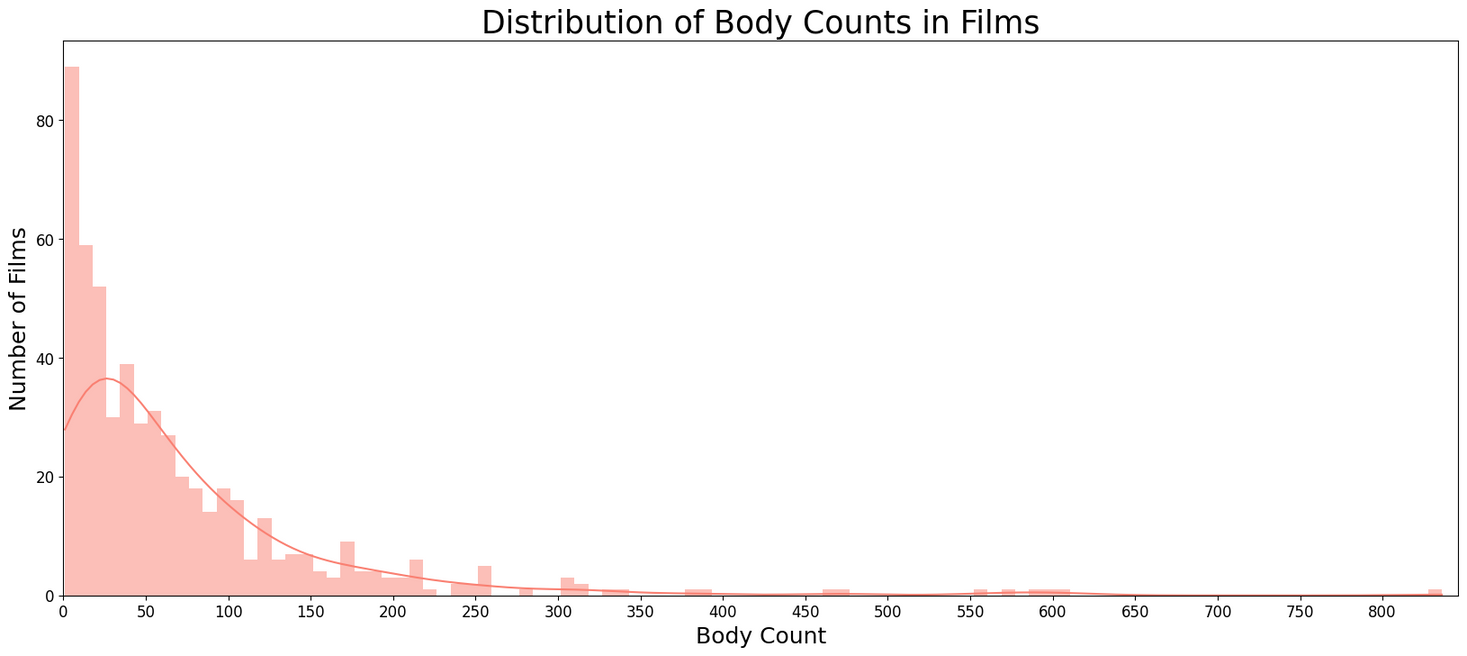 Distribution of Body Counts in Films
Number of Films
80
60
40
20
0
0 50 100 150 200 250 300 350 400 450 500 550 600 650 700 750 800
Body Count